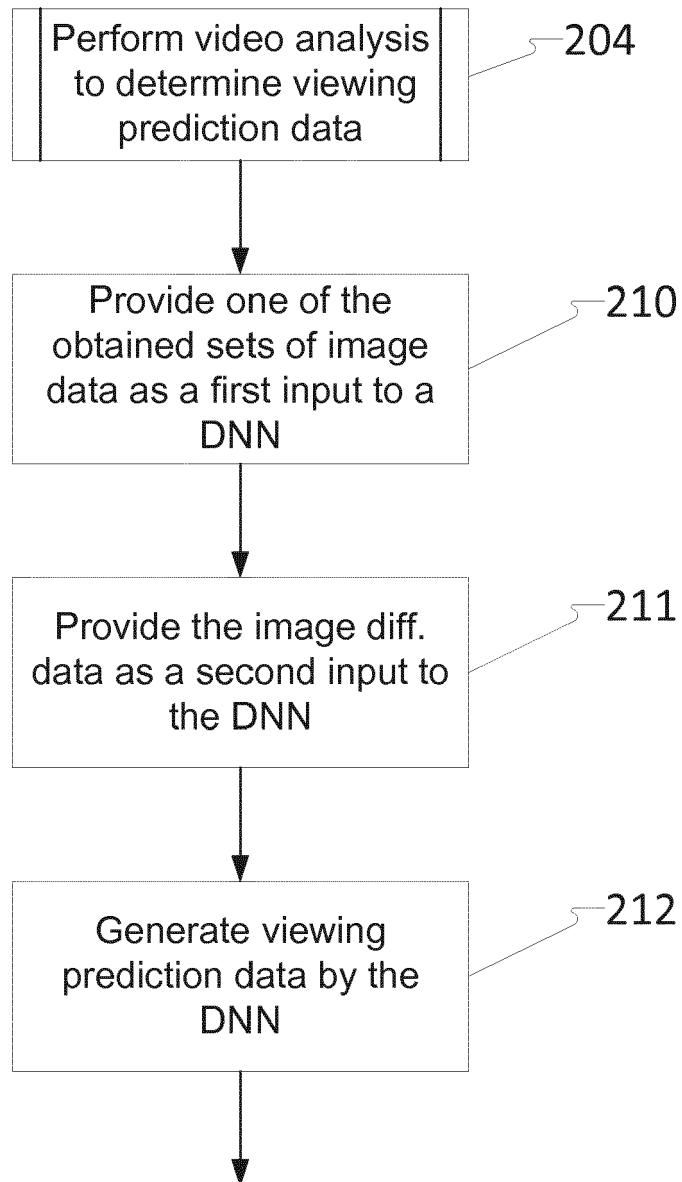 Perform video analysis
to determine viewing
prediction data
204
Provide one of the
obtained sets of image
data as a first input to a
DNN
210
Provide the image diff.
data as a second input to
the DNN
211
Generate viewing
prediction data by the
DNN
212